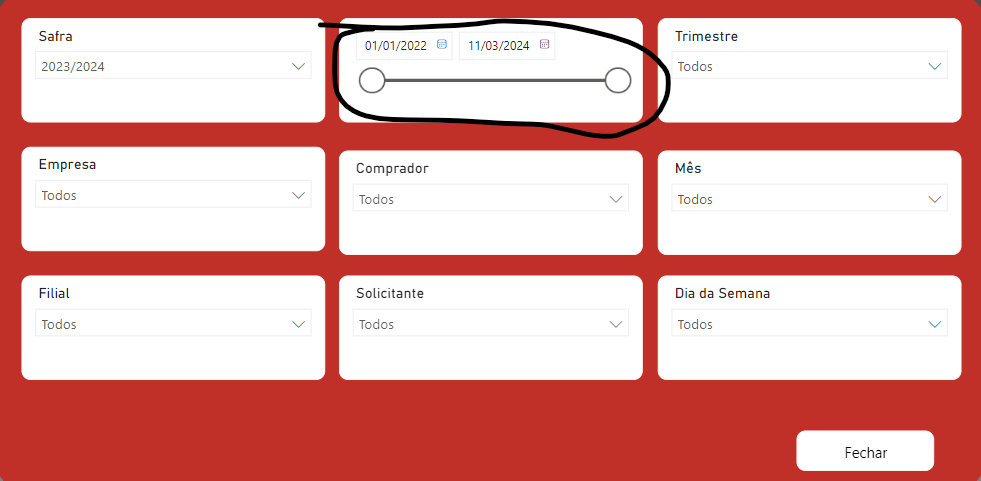 Safra
2023/2024
01/01/2022 11/03/2024
Trimestre
Todos
Empresa
Todos
Comprador
Todos
Mês
Todos
Filial
Todos
Solicitante
Todos
Dia da Semana
Todos
Fechar